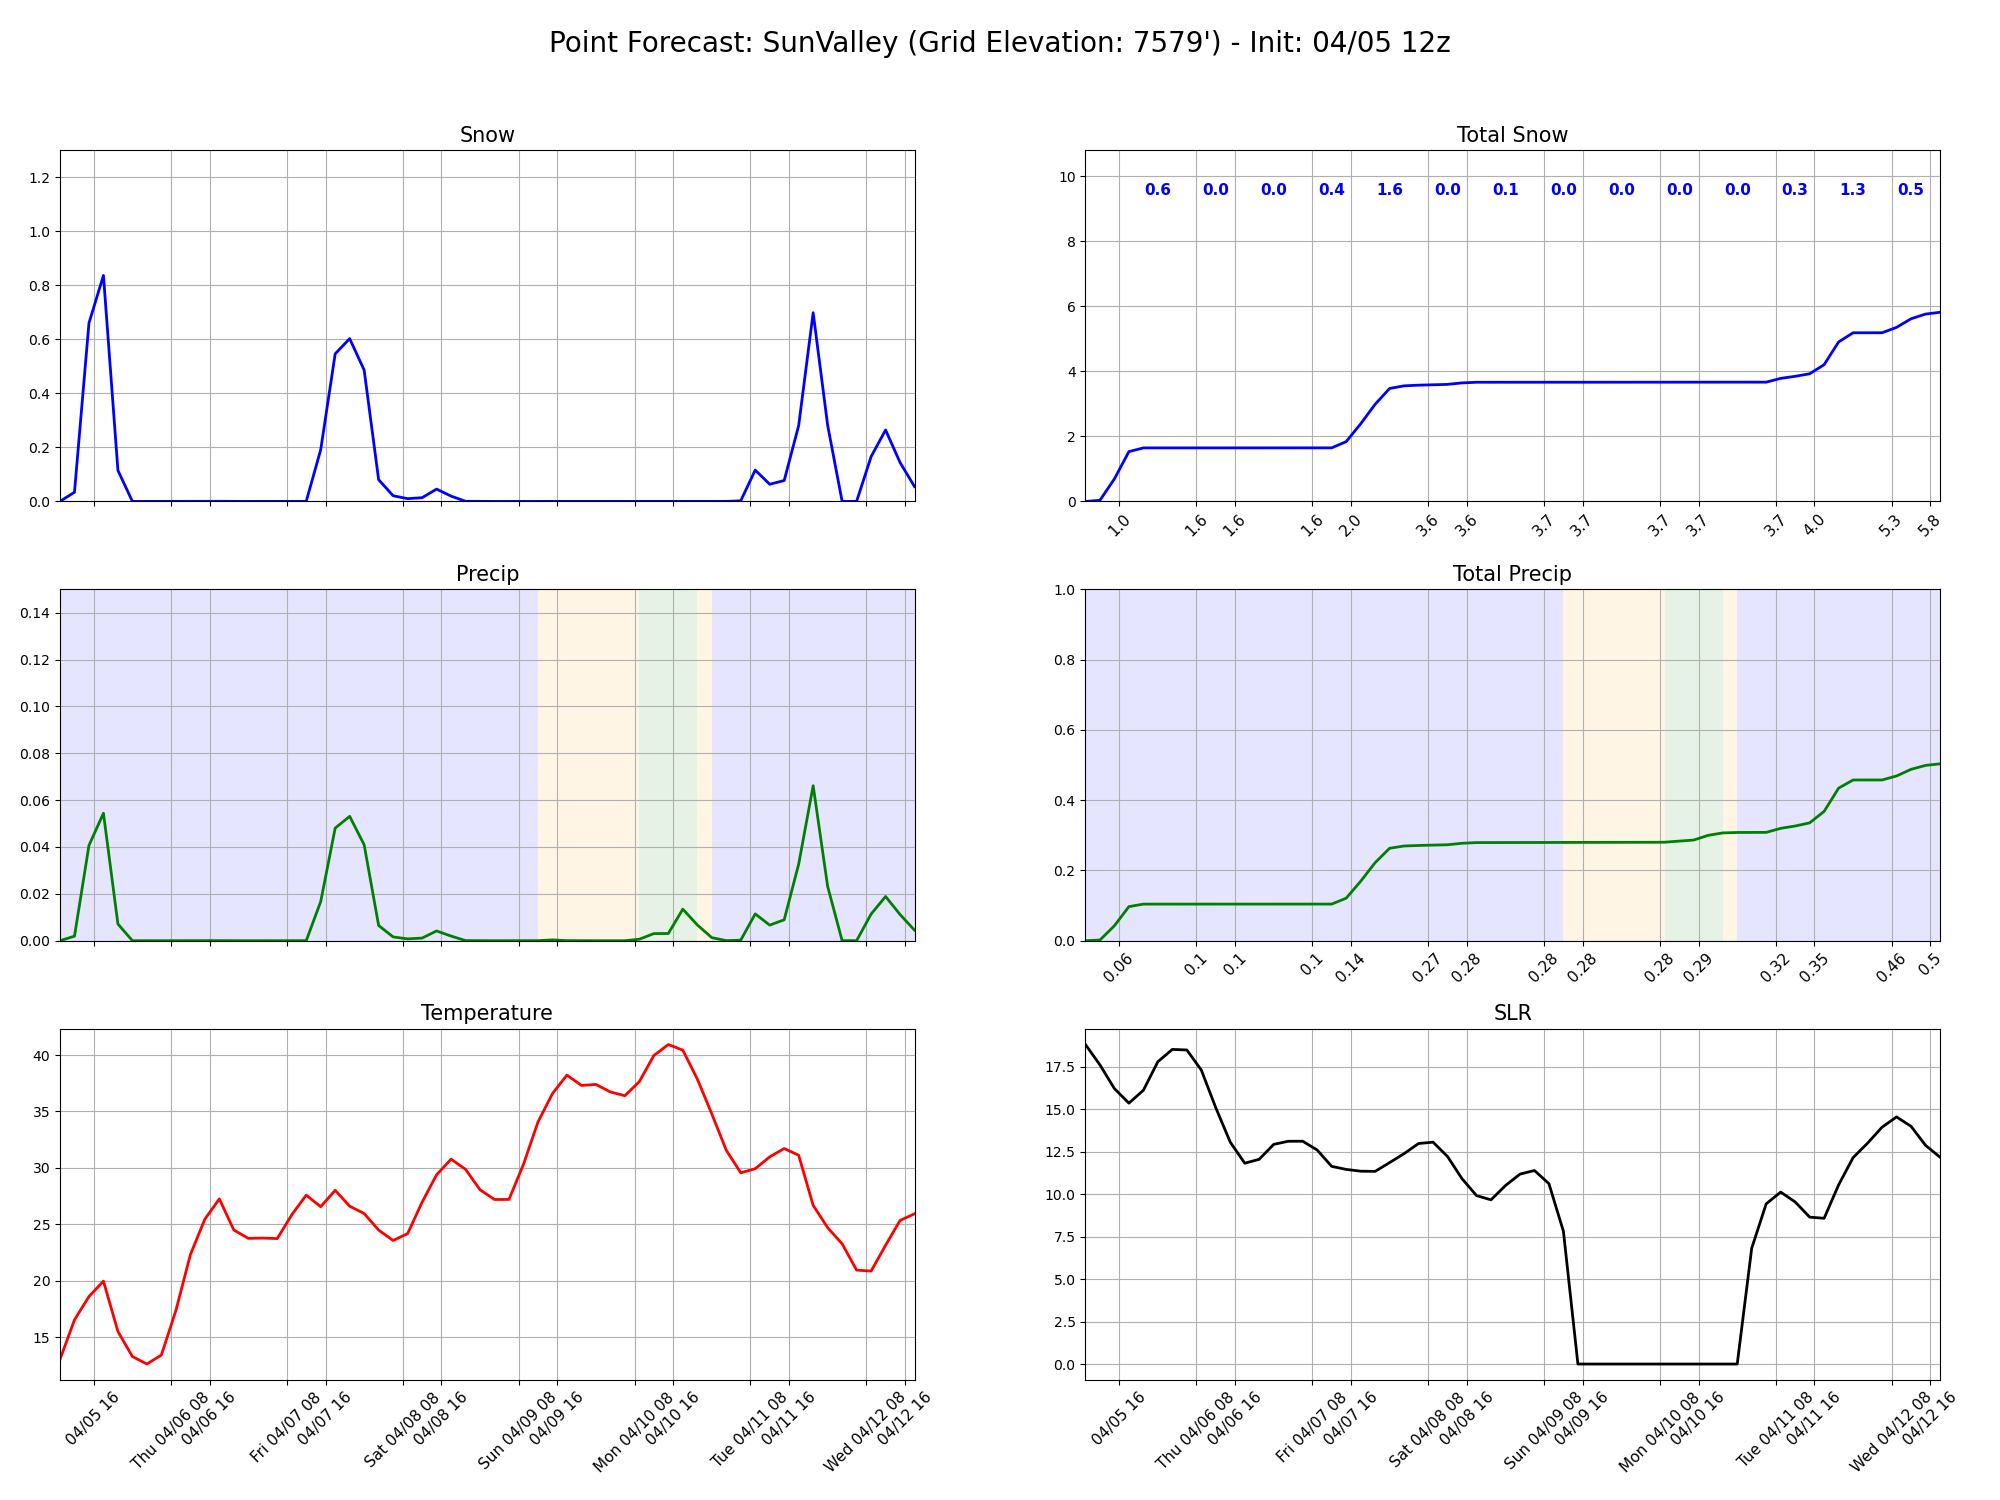 Point Forecast: SunValley (Grid Elevation: 7579') - Init: 04/05 12z
Snow
1.2
1.0
0.8
0.6
0.4
0.2
0.0
Total Snow
10
8
6
4
2
0
0.6 0.0 0.0 0.4 1.6 0.0 0.1 0.0 0.0 0.0 0.0 0.3 1.3 0.5
1.0 1.6 1.6 1.6 2.0 3.6 3.6 3.7 3.7 3.7 3.7 3.7 4.0 5.3 5.8
Precip
0.14
0.12
0.10
0.08
0.06
0.04
0.02
0.00
Total Precip
1.0
0.8
0.6
0.4
0.2
0.0
0.06 0.1 0.1 0.1 0.14 0.27 0.28 0.28 0.28 0.28 0.29 0.32 0.35 0.46 0.5
Temperature
40
35
30
25
20
15
04/05 16
Thu 04/06 08
04/06 16
Fri 04/07 08
04/07 16
Sat 04/08 08
04/08 16
Sun 04/09 08
04/09 16
Mon 04/10 08
04/10 16
Tue 04/11 08
04/11 16
Wed 04/12 08
04/12 16
SLR
17.5
15.0
12.5
10.0
7.5
5.0
2.5
0.0
04/05 16
Thu 04/06 08
04/06 16
Fri 04/07 08
04/07 16
Sat 04/08 08
04/08 16
Sun 04/09 08
04/09 16
Mon 04/10 08
04/10 16
Tue 04/11 08
04/11 16
Wed 04/12 08
04/12 16